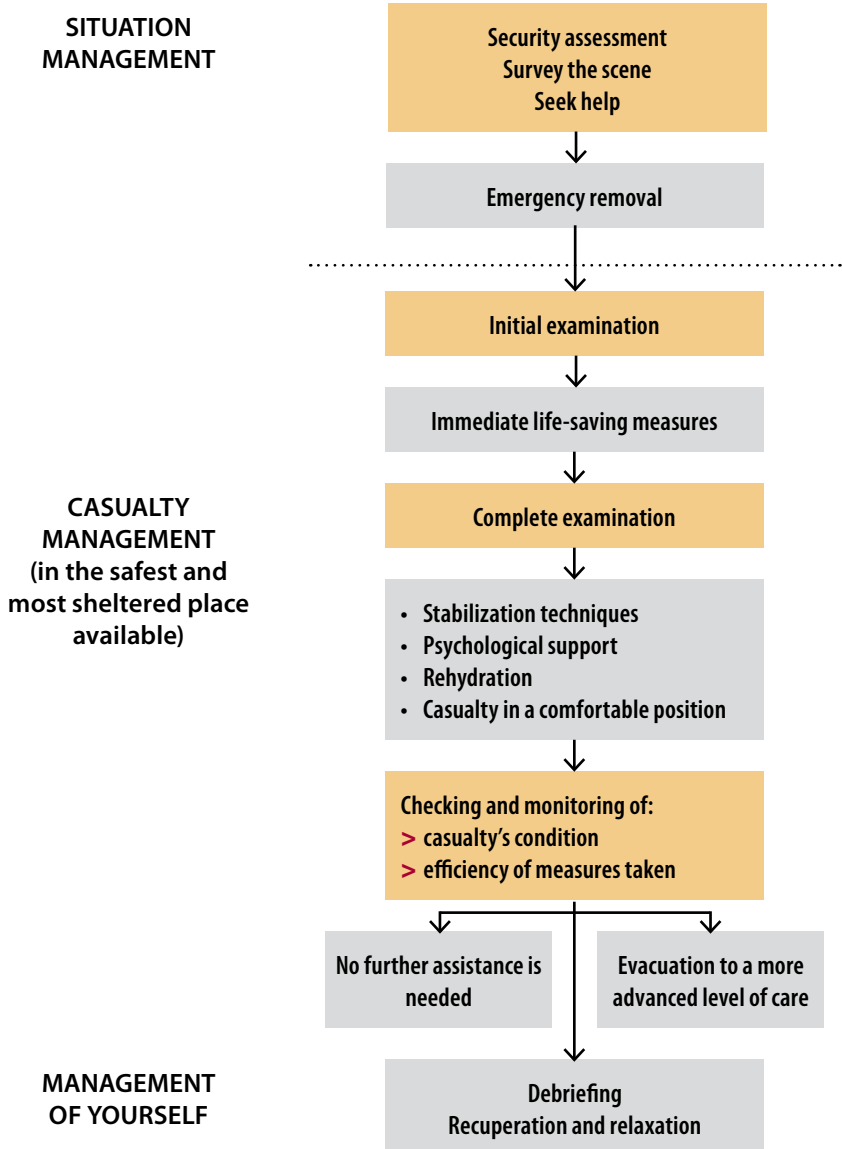 SITUATION
MANAGEMENT
Security assessment
Survey the scene
Seek help
Emergency removal
Initial examination
Immediate life-saving measures
Complete examination
CASUALTY
MANAGEMENT
(in the safest and
most sheltered place
available)
• Stabilization techniques
• Psychological support
• Rehydration
• Casualty in a comfortable position
Checking and monitoring of:
> casualty's condition
> efficiency of measures taken
No further assistance is
needed
Evacuation to a more
advanced level of care
MANAGEMENT
OF YOURSELF
Debriefing
Recuperation and relaxation